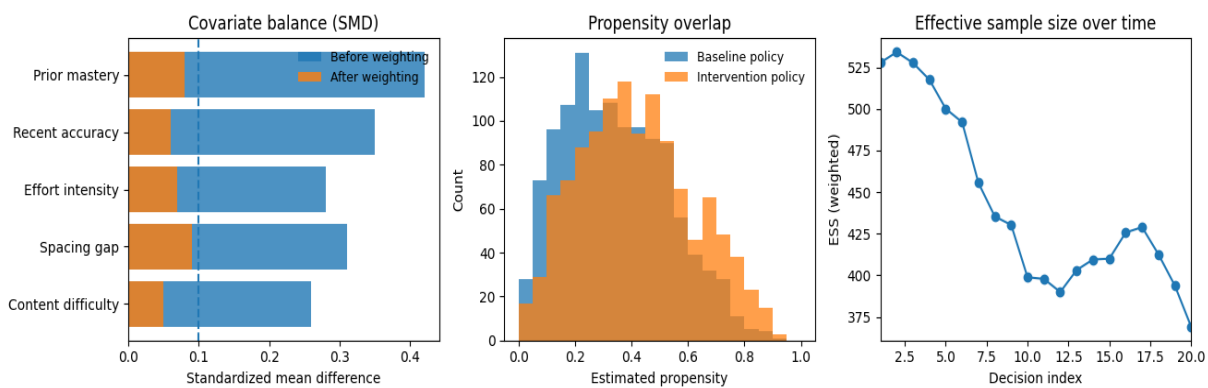 Covariate balance (SMD)
Before weighting
After weighting
Prior mastery
Recent accuracy
Effort intensity
Spacing gap
Content difficulty
0.0 0.1 0.2 0.3 0.4
Standardized mean difference
Propensity overlap
Baseline policy
Intervention policy
Count
120
100
80
60
40
20
0
0.0 0.2 0.4 0.6 0.8 1.0
Estimated propensity
Effective sample size over time
ESS (weighted)
525
500
475
450
425
400
375
2.5 5.0 7.5 10.0 12.5 15.0 17.5 20.0
Decision index